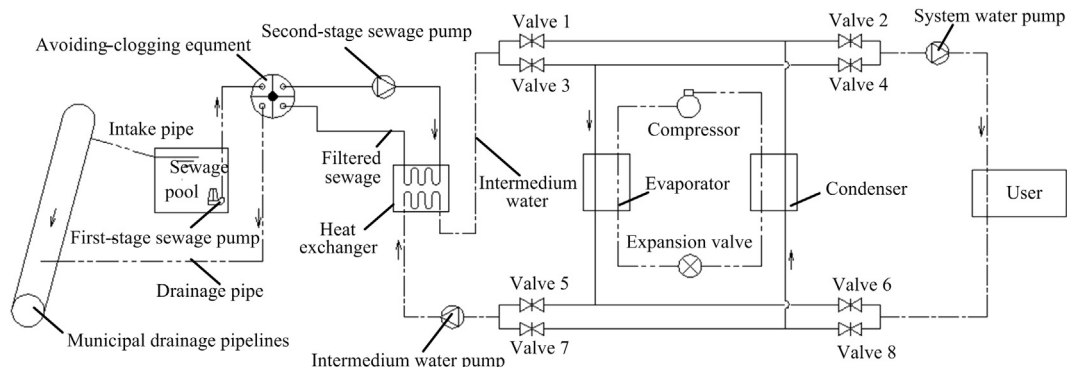 Valve 1
Valve 2
System water pump
Second-stage sewage pump
Avoiding-clogging equment
Valve 3
Valve 4
Intake pipe
Compressor
Sewage
pool
Filtered
sewage
Intermedium
water
Evaporator
Condenser
User
First-stage sewage pump
Heat
exchanger
Expansion valve
Drainage pipe
Valve 5
Valve 6
Municipal drainage pipelines
Intermedium water pump
Valve 7
Valve 8